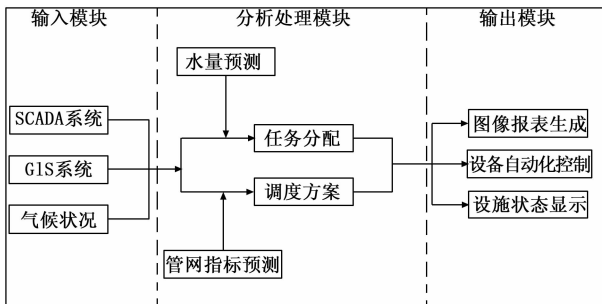 输入模块
分析处理模块
输出模块
水量预测
SCADA系统
任务分配
图像报表生成
GlS系统
设备自动化控制
调度方案
气候状况
设施状态显示
管网指标预测